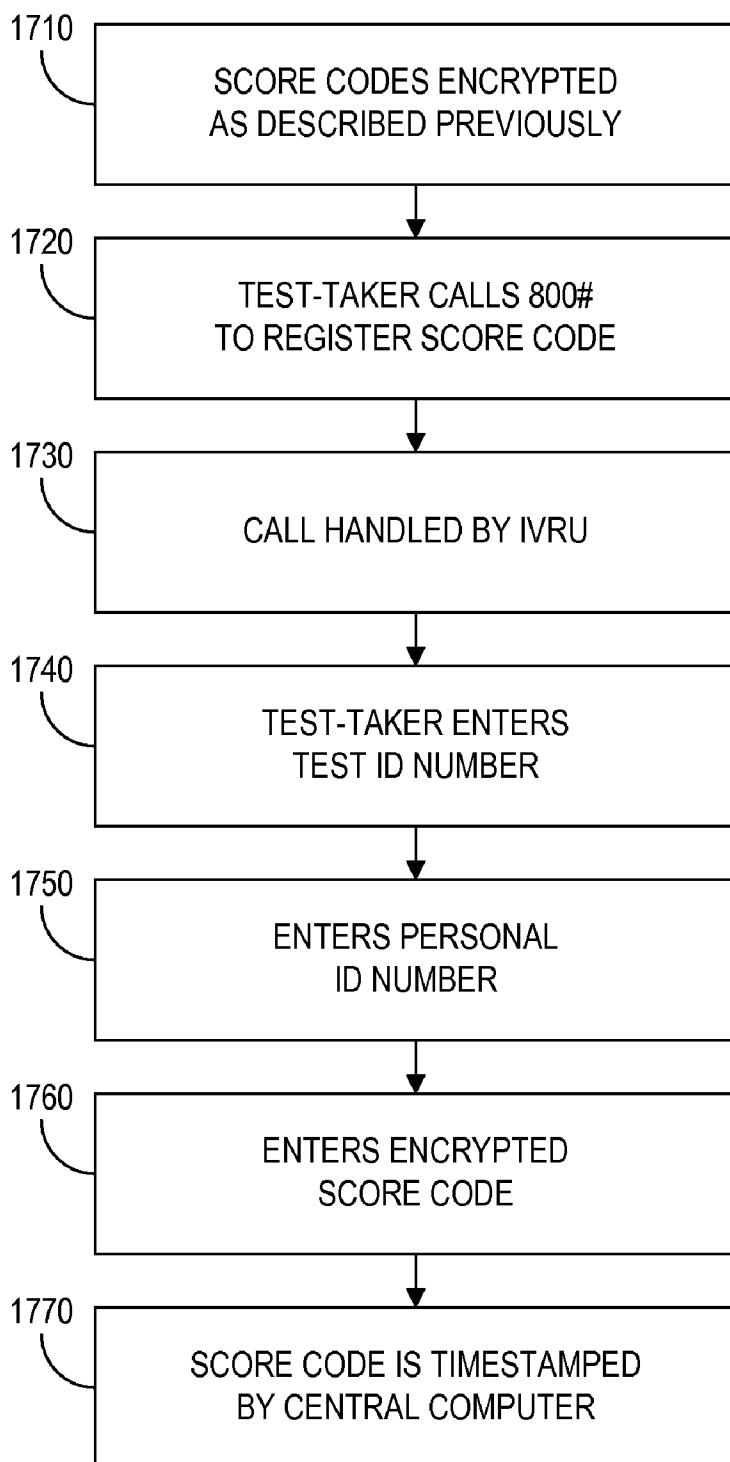 1710
SCORE CODES ENCRYPTED
AS DESCRIBED PREVIOUSLY
1720
TEST-TAKER CALLS 800#
TO REGISTER SCORE CODE
1730
CALL HANDLED BY IVRU
1740
TEST-TAKER ENTERS
TEST ID NUMBER
1750
ENTERS PERSONAL
ID NUMBER
1760
ENTERS ENCRYPTED
SCORE CODE
1770
SCORE CODE IS TIMESTAMPED
BY CENTRAL COMPUTER